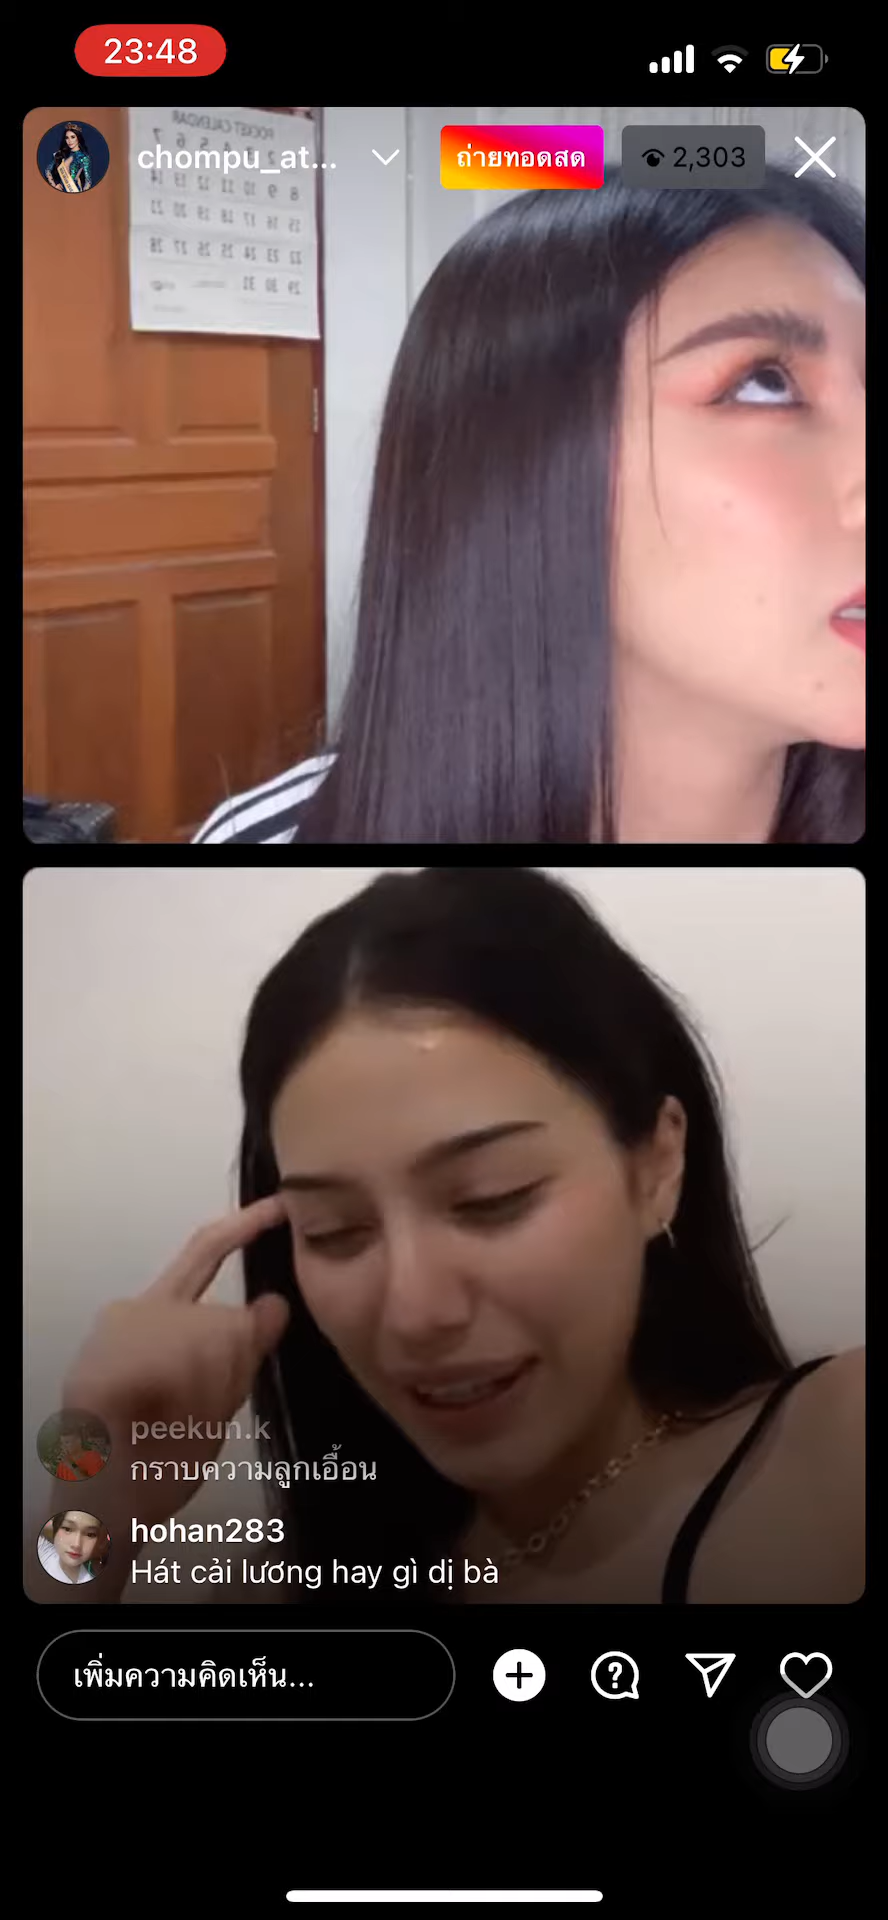 23:48
chompu_at...
ถ่ายทอดสด
2,303
POCKET CALENDAR
peekun.k
กราบความลูกเอื้อน
hohan283
Hát cải lương hay gì dị bà
เพิ่มความคิดเห็น...